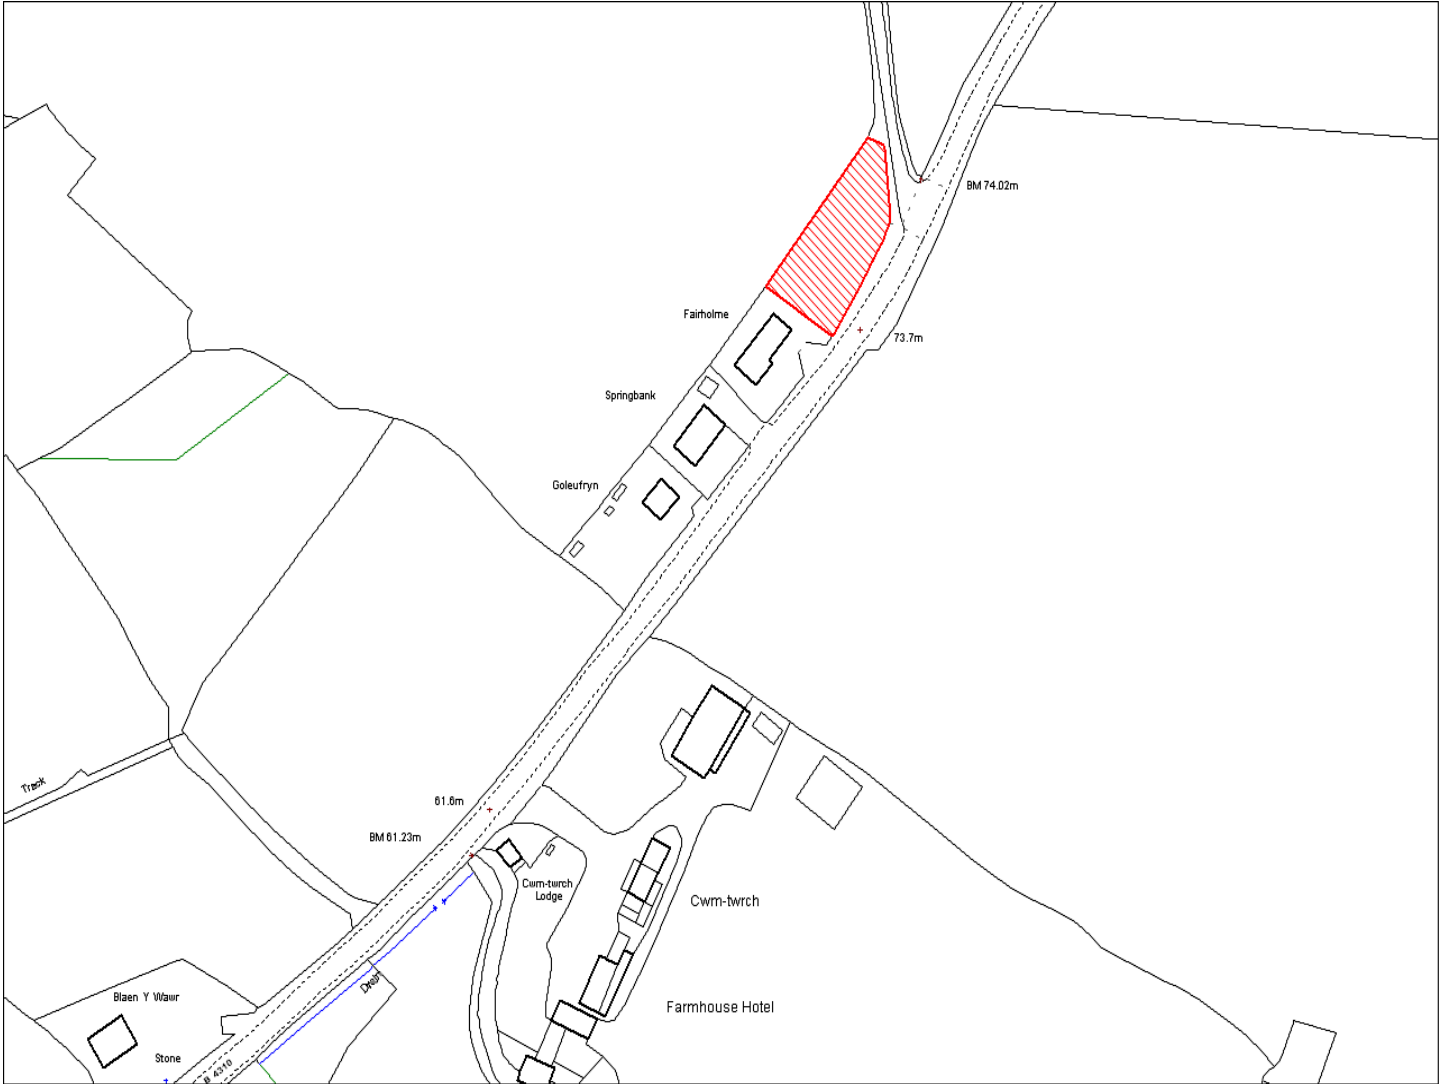 BM 74.02m
Fairholme
73.7m
Springbank
Goleufryn
Track
61.6m
BM 61.23m
Cwm-twrch
Lodge
Cwm-twrch
Drain
Blaen Y Wawr
Farmhouse Hotel
Stone
B 4310